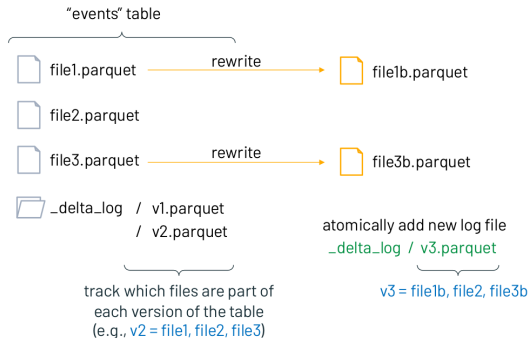 “events” table
file1.parquet
rewrite
file1b.parquet
file2.parquet
file3.parquet
rewrite
file3b.parquet
_delta_log / v1.parquet
/ v2.parquet
atomically add new log file
_delta_log / v3.parquet
track which files are part of
each version of the table
(e.g., v2 = file1, file2, file3)
v3 = file1b, file2, file3b